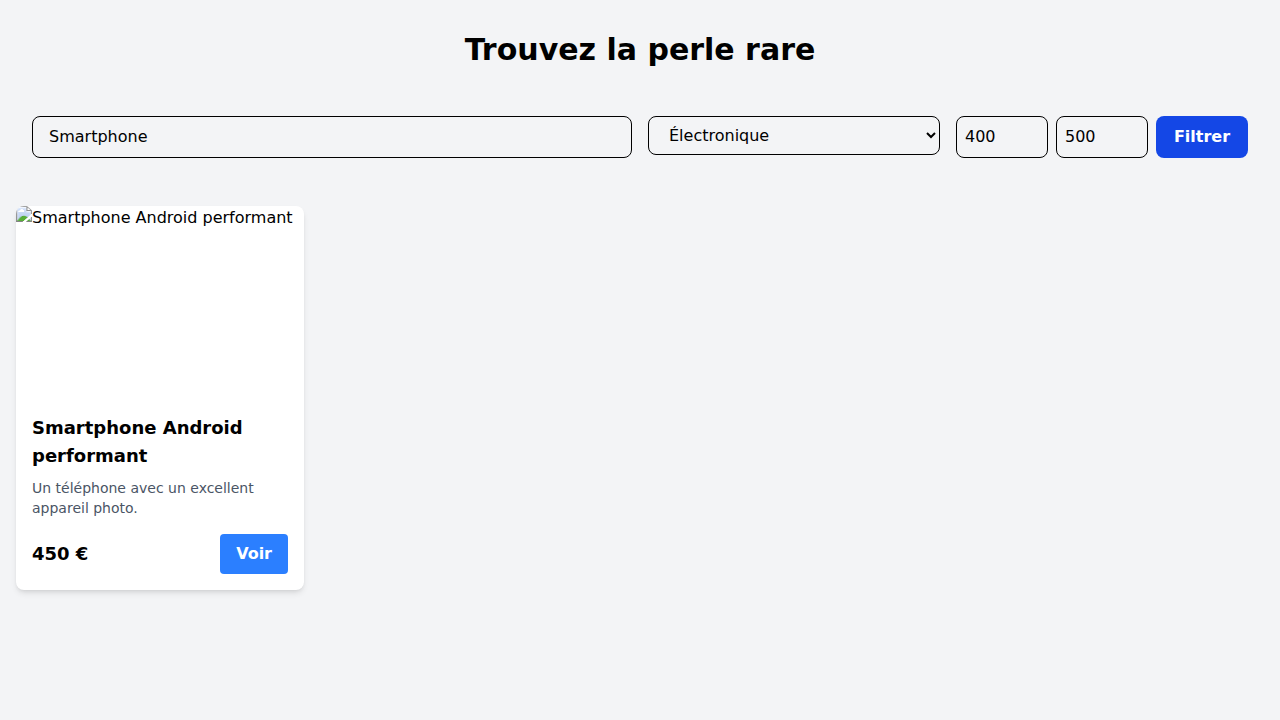 Trouvez la perle rare
Smartphone
Électronique
400
500
Filtrer
Smartphone Android performant
Smartphone Android
performant
Un téléphone avec un excellent
appareil photo.
450 €
Voir